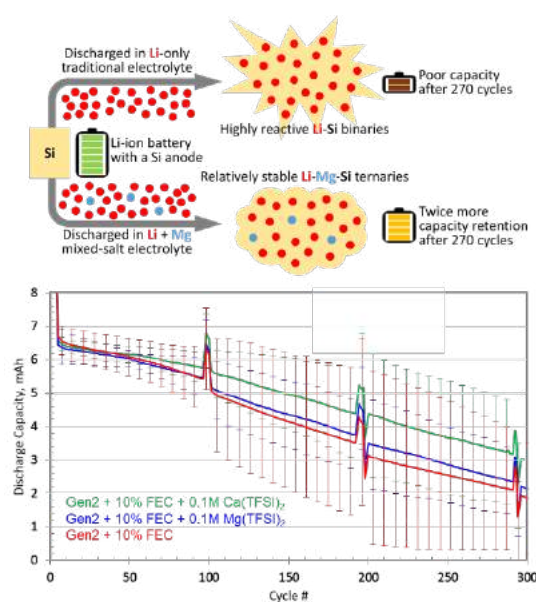 Discharged in Li-only
traditional electrolyte
Poor capacity
after 270 cycles
Highly reactive Li-Si binaries
Si
Li-ion battery
with a Si anode
Relatively stable Li-Mg-Si ternaries
Discharged in Li + Mg
mixed-salt electrolyte
Twice more
capacity retention
after 270 cycles
8
7
6
5
4
3
2
1
0
Discharge Capacity, mAh
Gen2 + 10% FEC + 0.1M Ca(TFSI)₂
Gen2 + 10% FEC + 0.1M Mg(TFSI)₂
Gen2 + 10% FEC
0 50 100 150 200 250 300
Cycle #